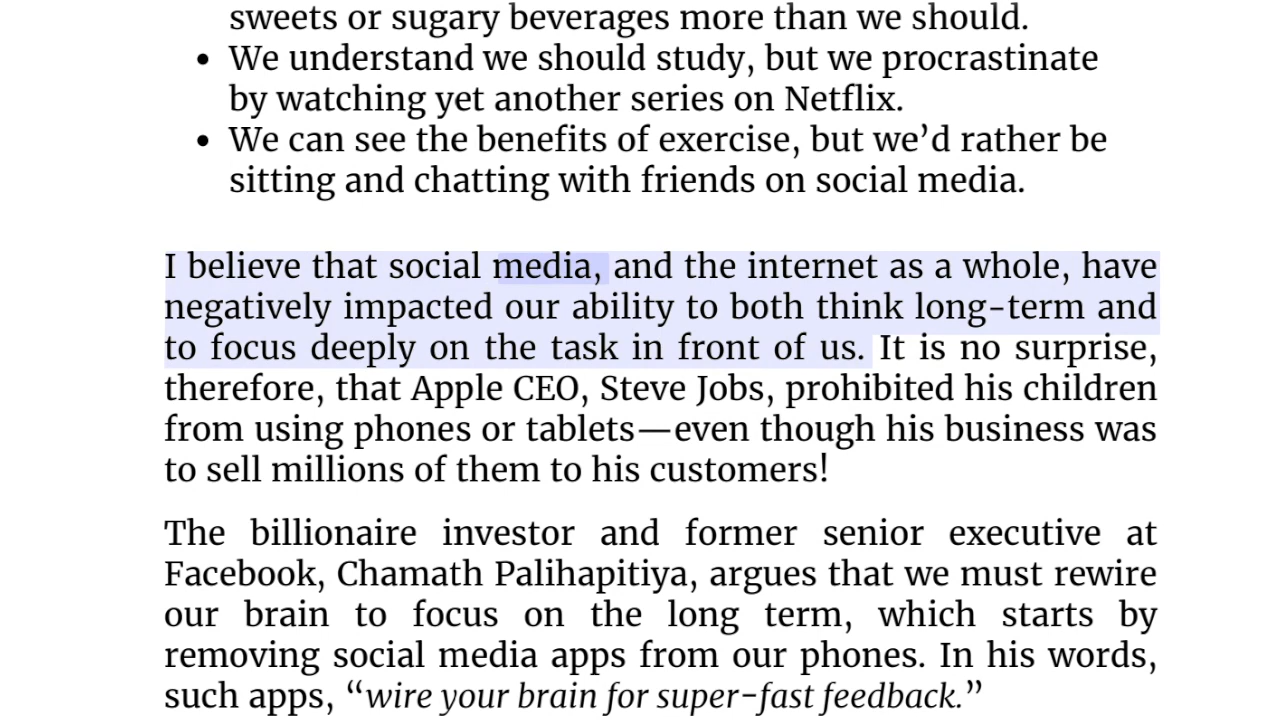 sweets or sugary beverages more than we should.
• We understand we should study, but we procrastinate
by watching yet another series on Netflix.
• We can see the benefits of exercise, but we’d rather be
sitting and chatting with friends on social media.
I believe that social media, and the internet as a whole, have
negatively impacted our ability to both think long-term and
to focus deeply on the task in front of us. It is no surprise,
therefore, that Apple CEO, Steve Jobs, prohibited his children
from using phones or tablets—even though his business was
to sell millions of them to his customers!
The billionaire investor and former senior executive at
Facebook, Chamath Palihapitiya, argues that we must rewire
our brain to focus on the long term, which starts by
removing social media apps from our phones. In his words,
such apps, “wire your brain for super-fast feedback.”